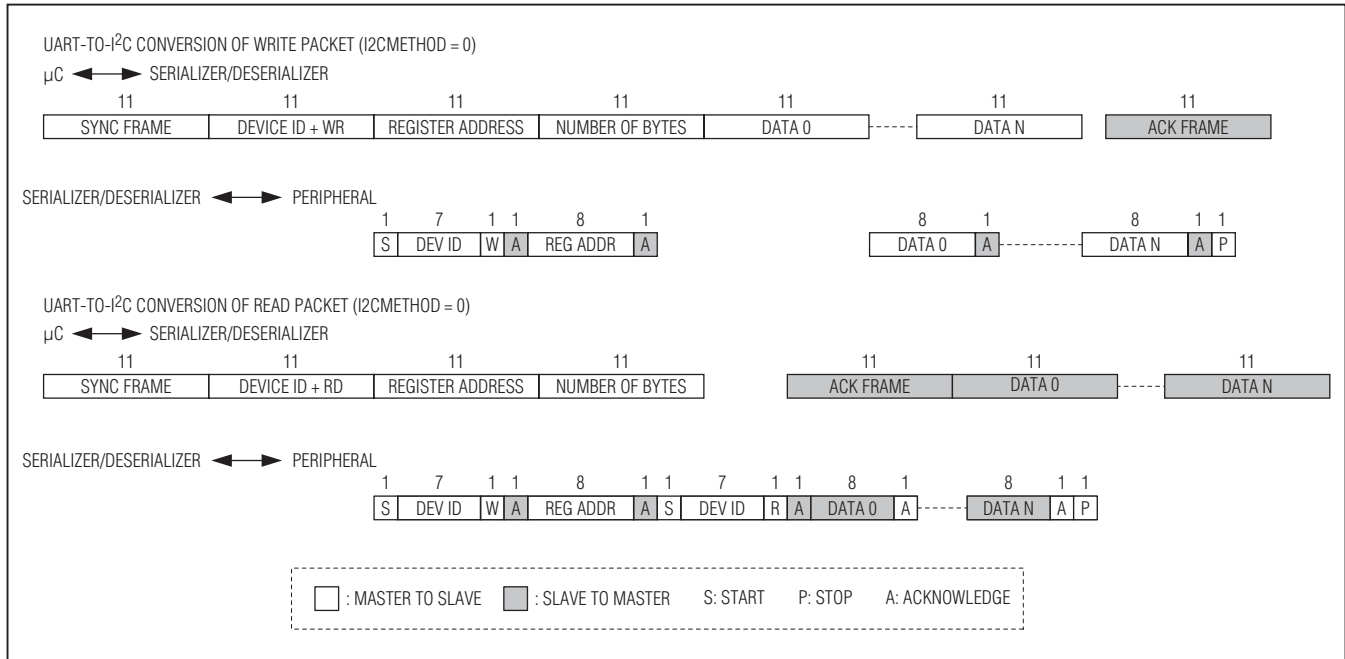 UART-TO-I2C CONVERSION OF WRITE PACKET (I2CMETHOD = 0)
µC SERIALIZER/DESERIALIZER
11 11 11 11 11 11 11
SYNC FRAME DEVICE ID + WR REGISTER ADDRESS NUMBER OF BYTES DATA 0 DATA N ACK FRAME
SERIALIZER/DESERIALIZER PERIPHERAL
1 7 1 1 8 1 8 1 8 1 1
S DEV ID W A REG ADDR A DATA 0 A DATA N A P
UART-TO-I2C CONVERSION OF READ PACKET (I2CMETHOD = 0)
µC SERIALIZER/DESERIALIZER
11 11 11 11 11 11 11
SYNC FRAME DEVICE ID + RD REGISTER ADDRESS NUMBER OF BYTES ACK FRAME DATA 0 DATA N
SERIALIZER/DESERIALIZER PERIPHERAL
1 7 1 1 8 1 1 7 1 1 8 1 8 1 1
S DEV ID W A REG ADDR A S DEV ID R A DATA 0 A DATA N A P
: MASTER TO SLAVE : SLAVE TO MASTER S: START P: STOP A: ACKNOWLEDGE